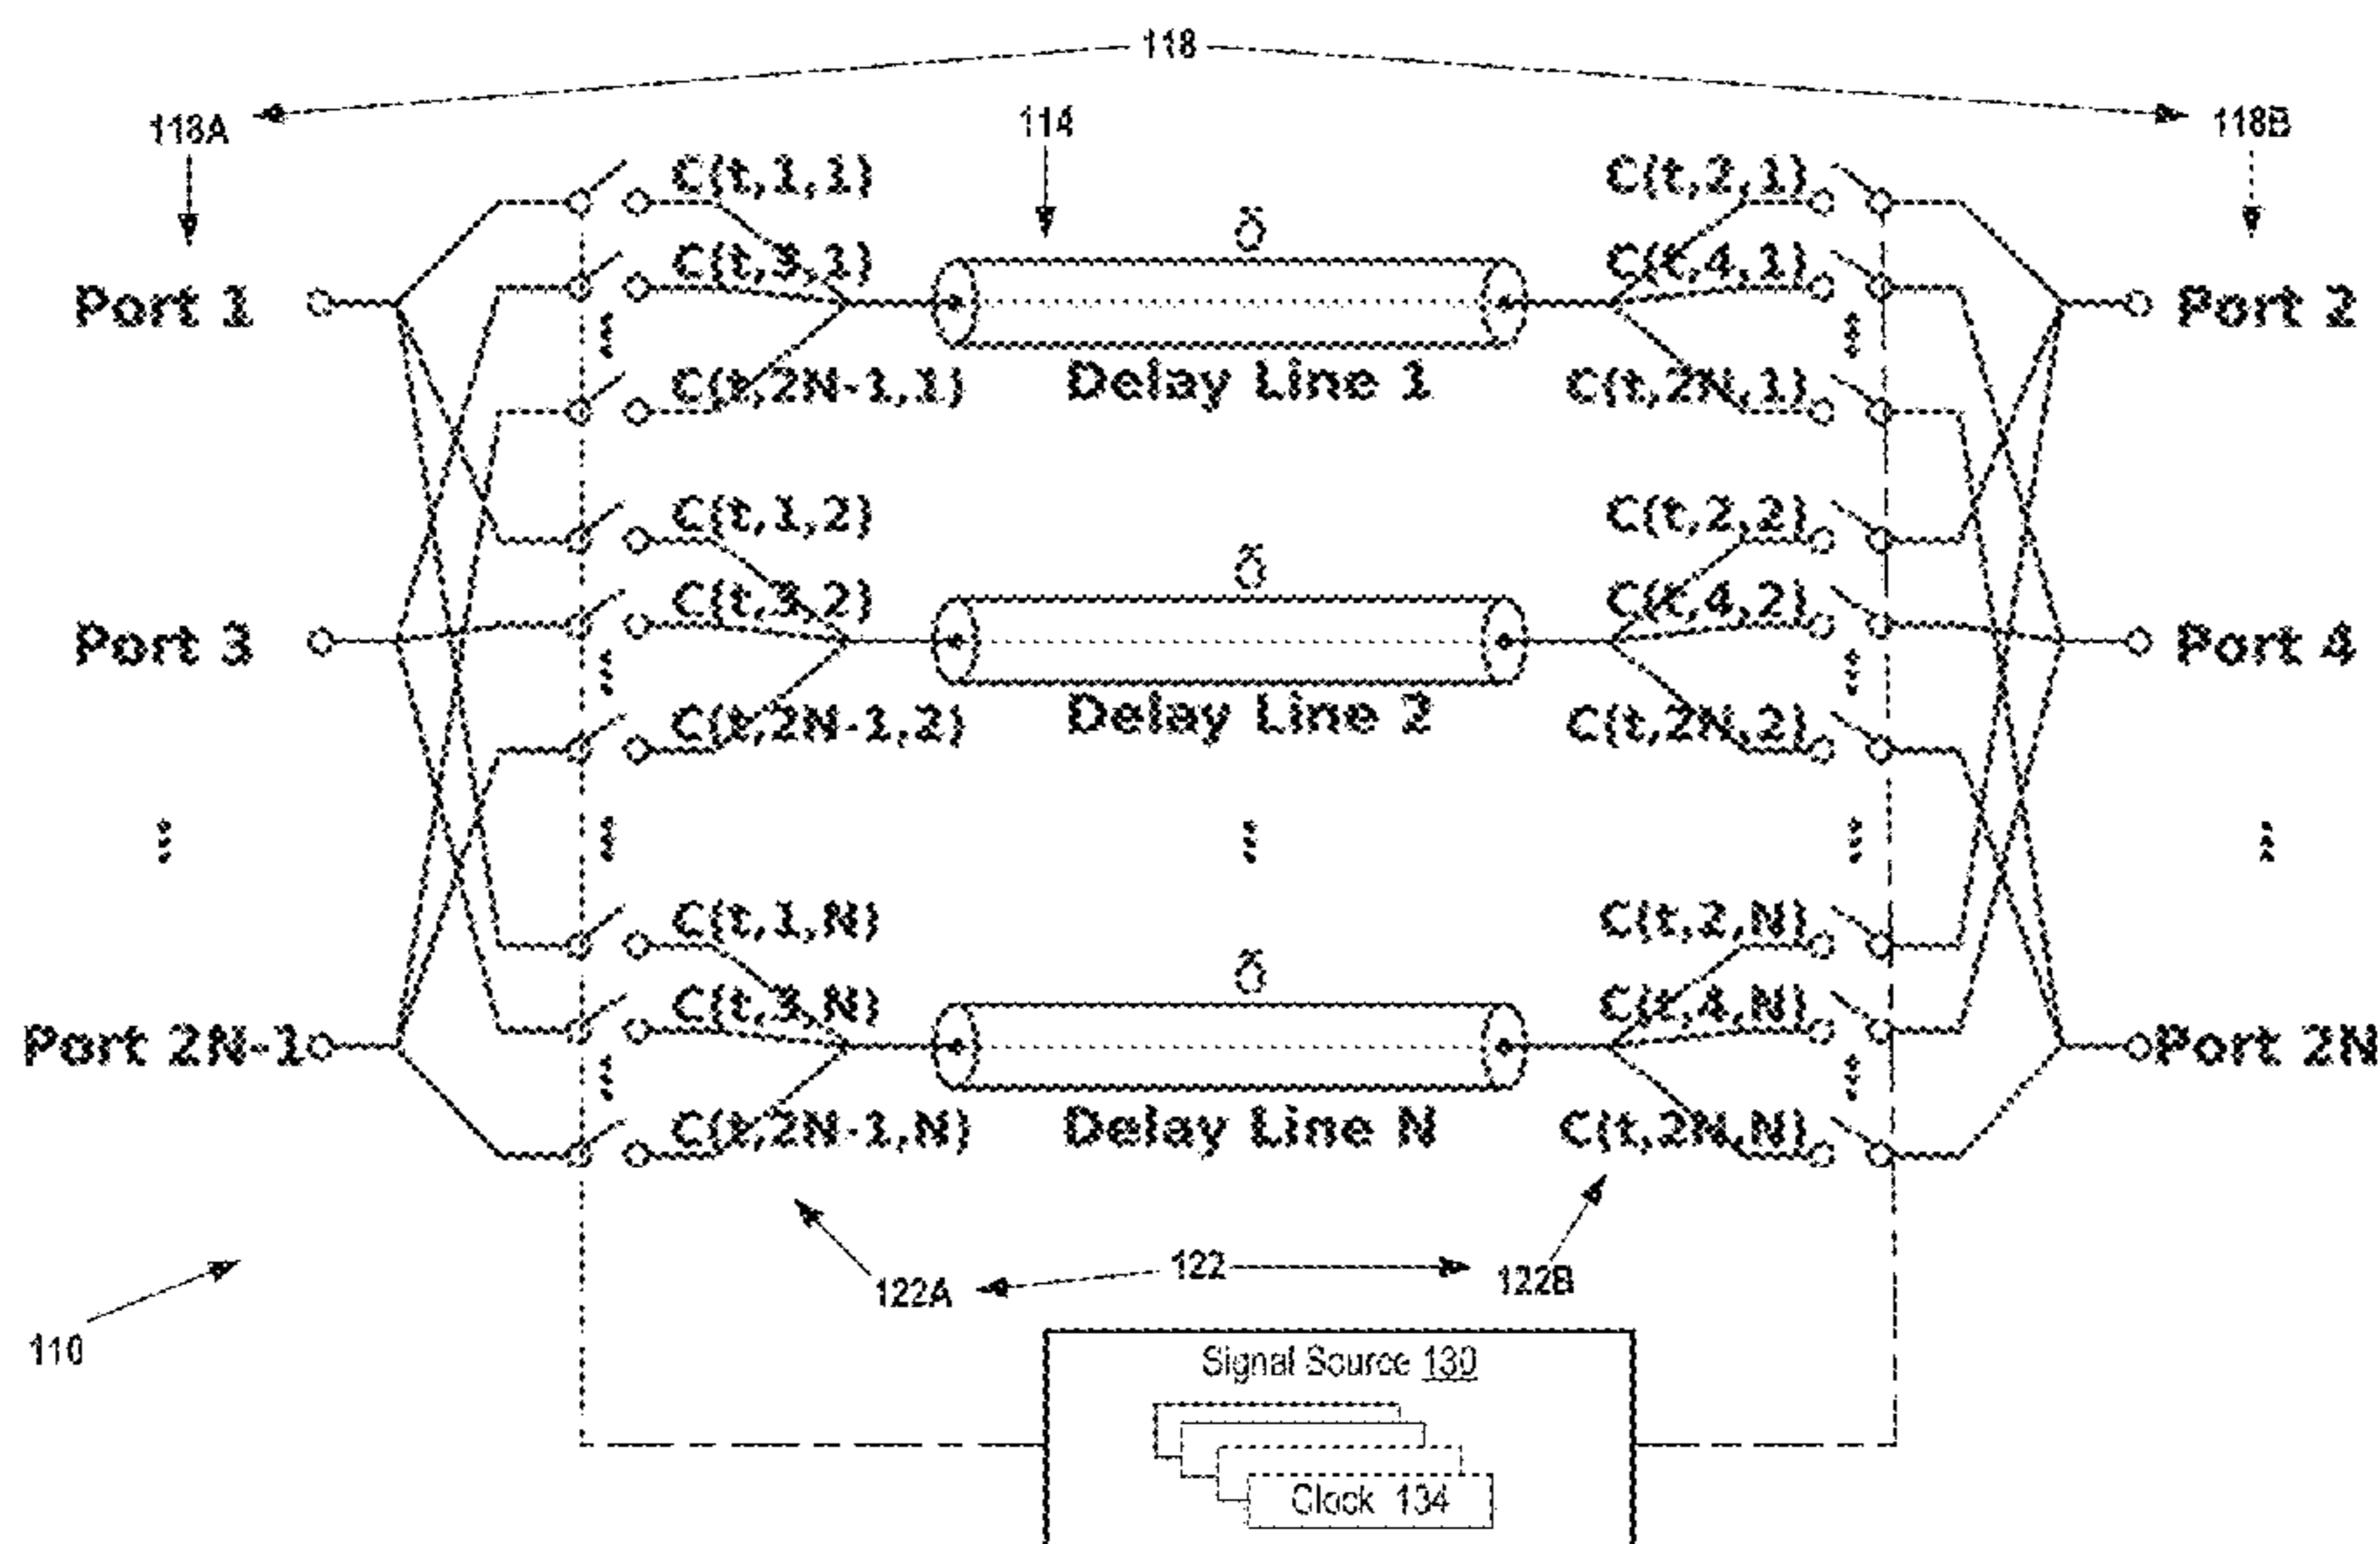 118
118A
114
118B
C(t,1,1)
C(t,2,1)
δ
C(t,3,1)
C(t,4,1)
Port 1
Port 2
C(t,2N-1,1)
Delay Line 1
C(t,2N,1)
C(t,1,2)
C(t,2,2)
δ
C(t,3,2)
C(t,4,2)
Port 3
Port 4
C(t,2N-1,2)
Delay Line 2
C(t,2N,2)
C(t,1,N)
C(t,2,N)
δ
C(t,3,N)
C(t,4,N)
Port 2N-1
Port 2N
C(t,2N-1,N)
Delay Line N
C(t,2N,N)
122
122A
122B
110
Signal Source 130
Clock 134